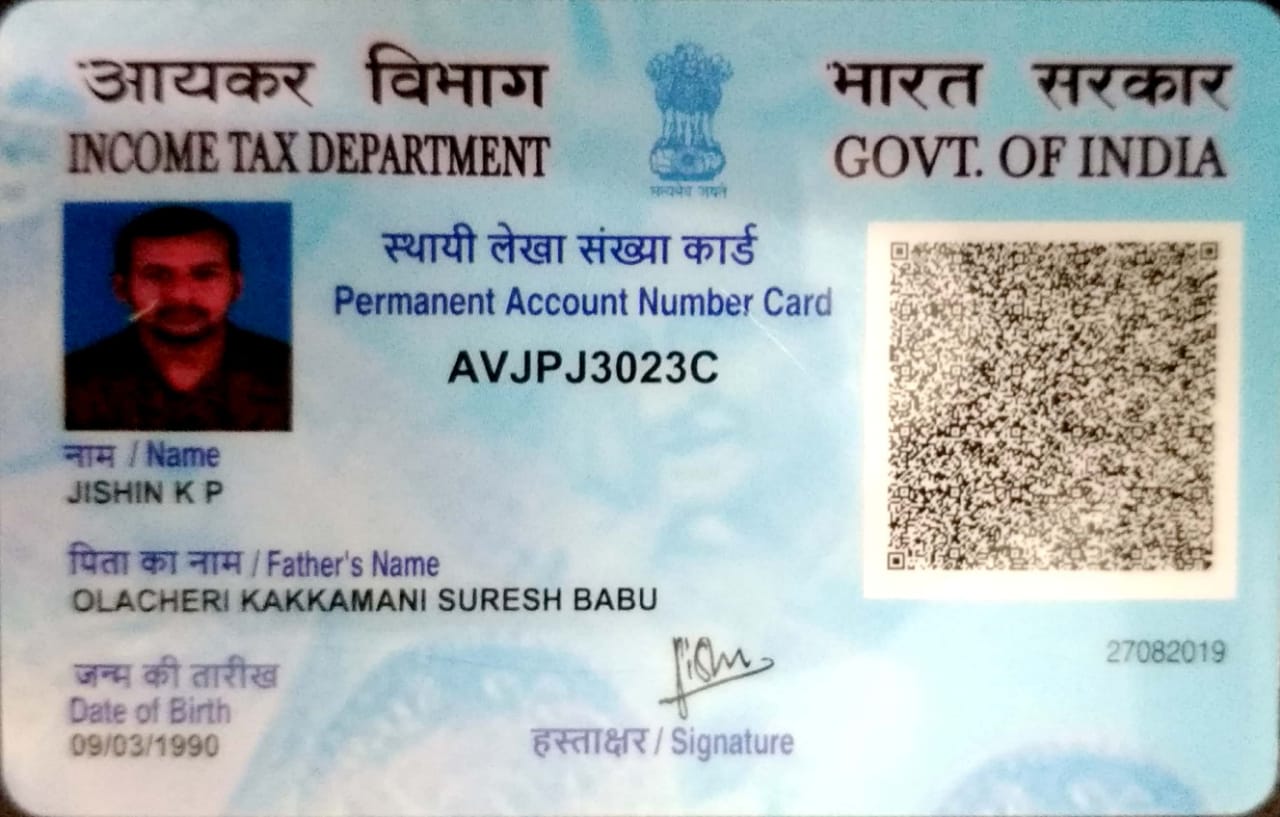 आयकर विभाग
INCOME TAX DEPARTMENT
सत्यमेव जयते
भारत सरकार
GOVT. OF INDIA
स्थायी लेखा संख्या कार्ड
Permanent Account Number Card
AVJPJ3023C
नाम / Name
JISHIN K P
पिता का नाम / Father's Name
OLACHERI KAKKAMANI SURESH BABU
जन्म की तारीख
Date of Birth
09/03/1990
हस्ताक्षर / Signature
27082019